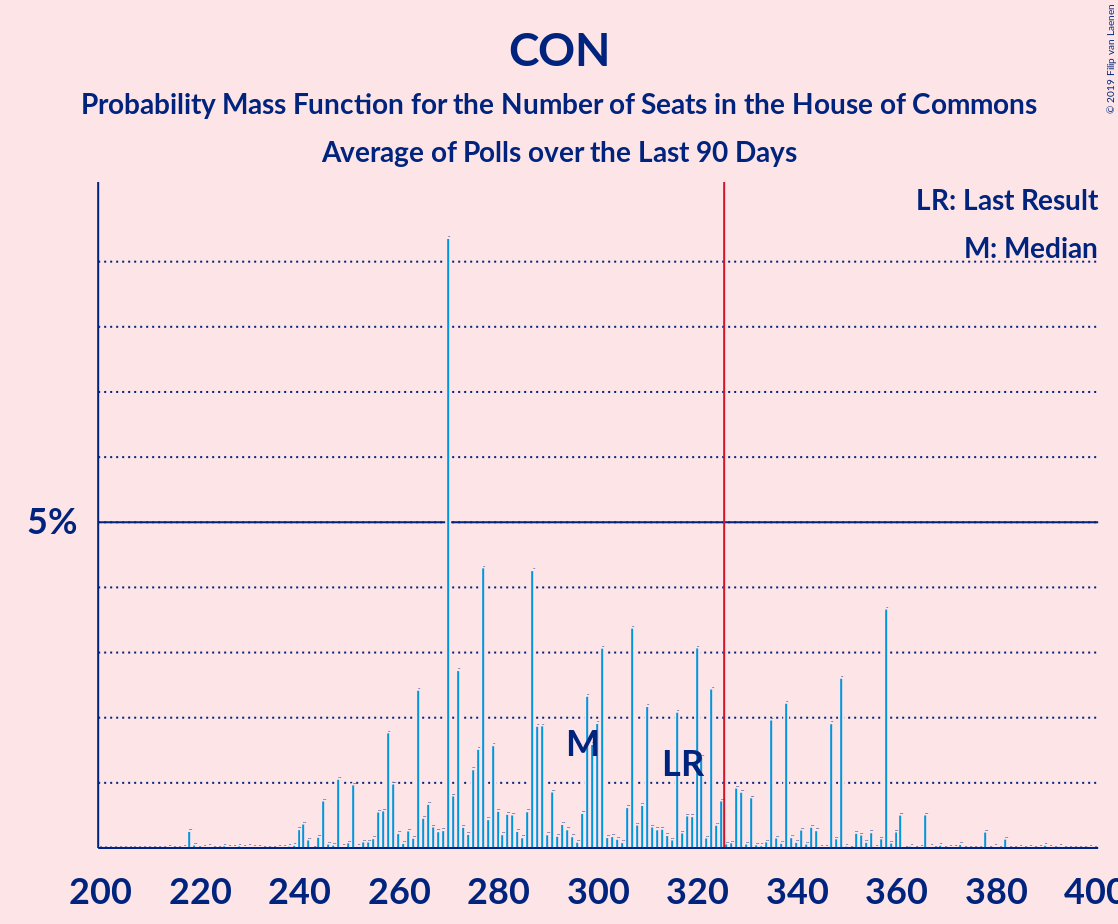 CON
Probability Mass Function for the Number of Seats in the House of Commons
Average of Polls over the Last 90 Days
© 2019 Filip van Laenen
LR: Last Result
M: Median
5%
M
LR
200 220 240 260 280 300 320 340 360 380 400